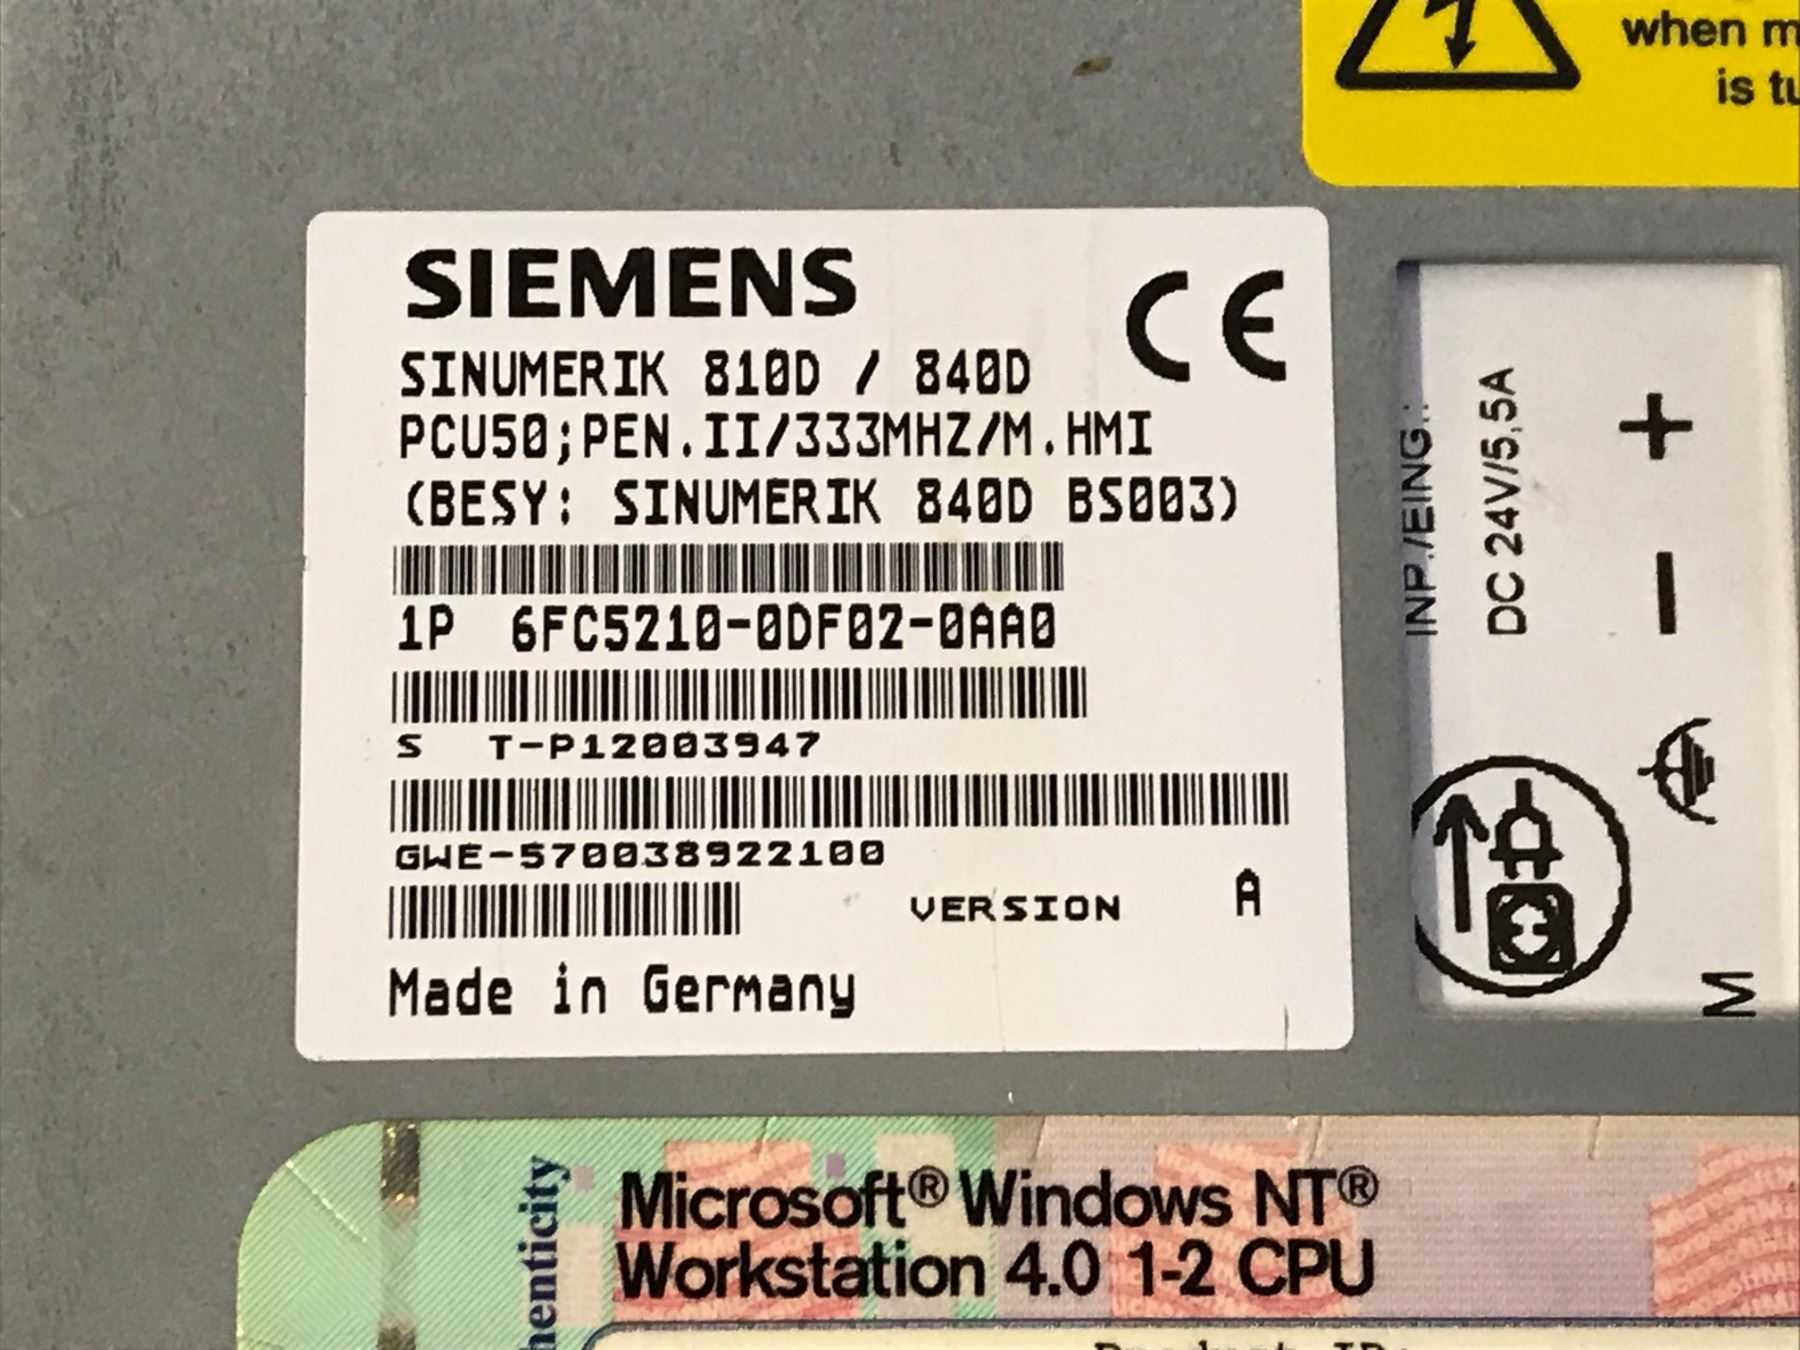 when m
is tu
SIEMENS
CE
SINUMERIK 810D / 840D
PCU50;PEN.II/333MHZ/M.HMI
(BESY: SINUMERIK 840D BS003)
1P 6FC5210-0DF02-0AA0
S T-P12003947
GWE-570038922100
VERSION A
Made in Germany
INP./EING.:
DC 24V/5,5A
+
−
M
henticity
Microsoft® Windows NT®
Workstation 4.0 1-2 CPU
Product ID: